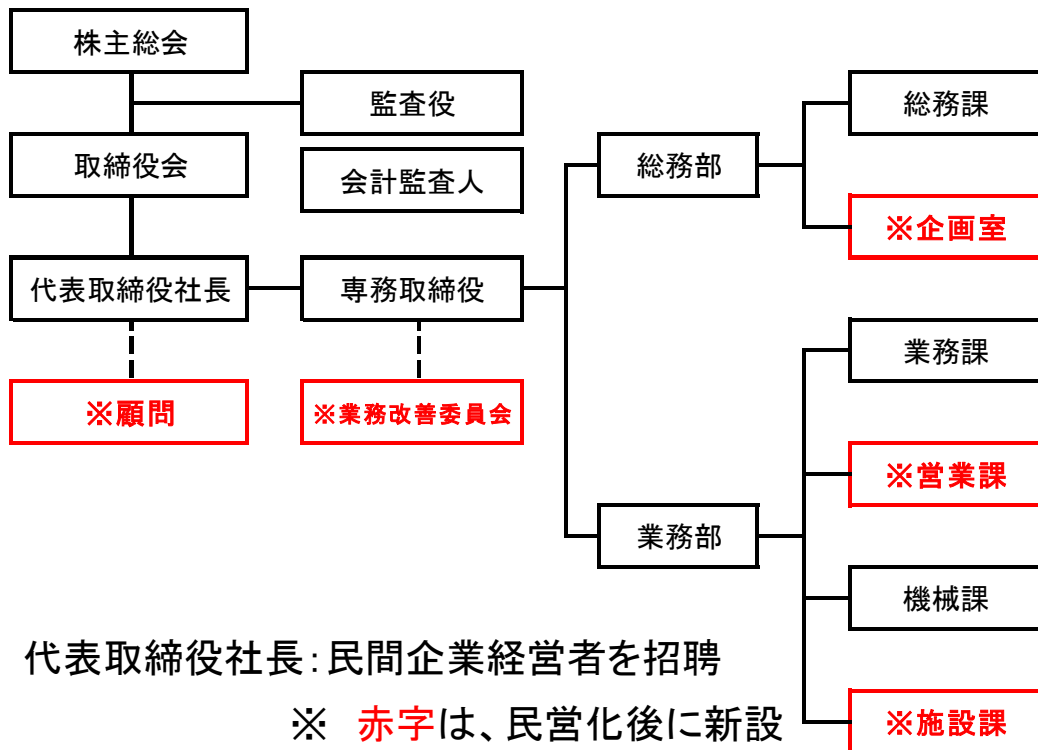 株主総会
監査役
取締役会
会計監査人
代表取締役社長
専務取締役
※顧問
※業務改善委員会
総務部
総務課
※企画室
業務部
業務課
※営業課
機械課
※施設課
代表取締役社長：民間企業経営者を招聘
※ 赤字は、民営化後に新設